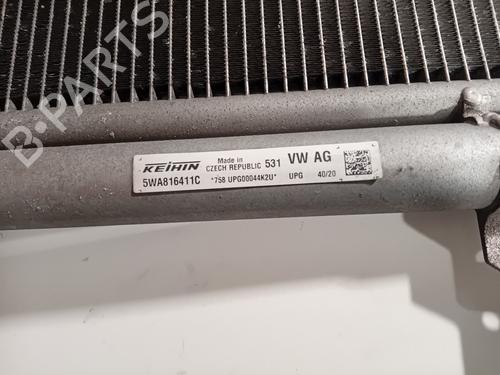 B-PARTS
KEIHIN Made in CZECH REPUBLIC 531 VW AG
5WA816411C *758 UPG00044K2U* UPG 40/20